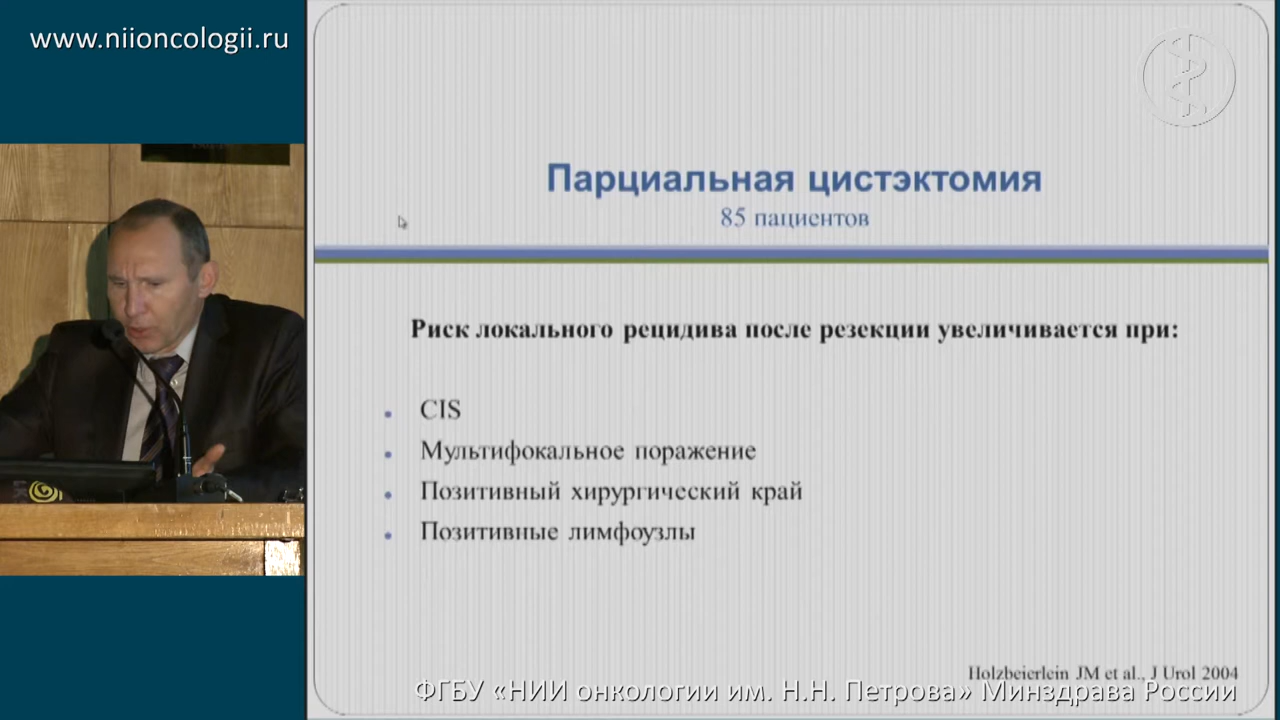 www.niioncologii.ru
Парциальная цистэктомия
85 пациентов
Риск локального рецидива после резекции увеличивается при:
CIS
Мультифокальное поражение
Позитивный хирургический край
Позитивные лимфоузлы
Holzbeierlein JM et al., J Urol 2004
ФГБУ «НИИ онкологии им. Н.Н. Петрова» Минздрава России